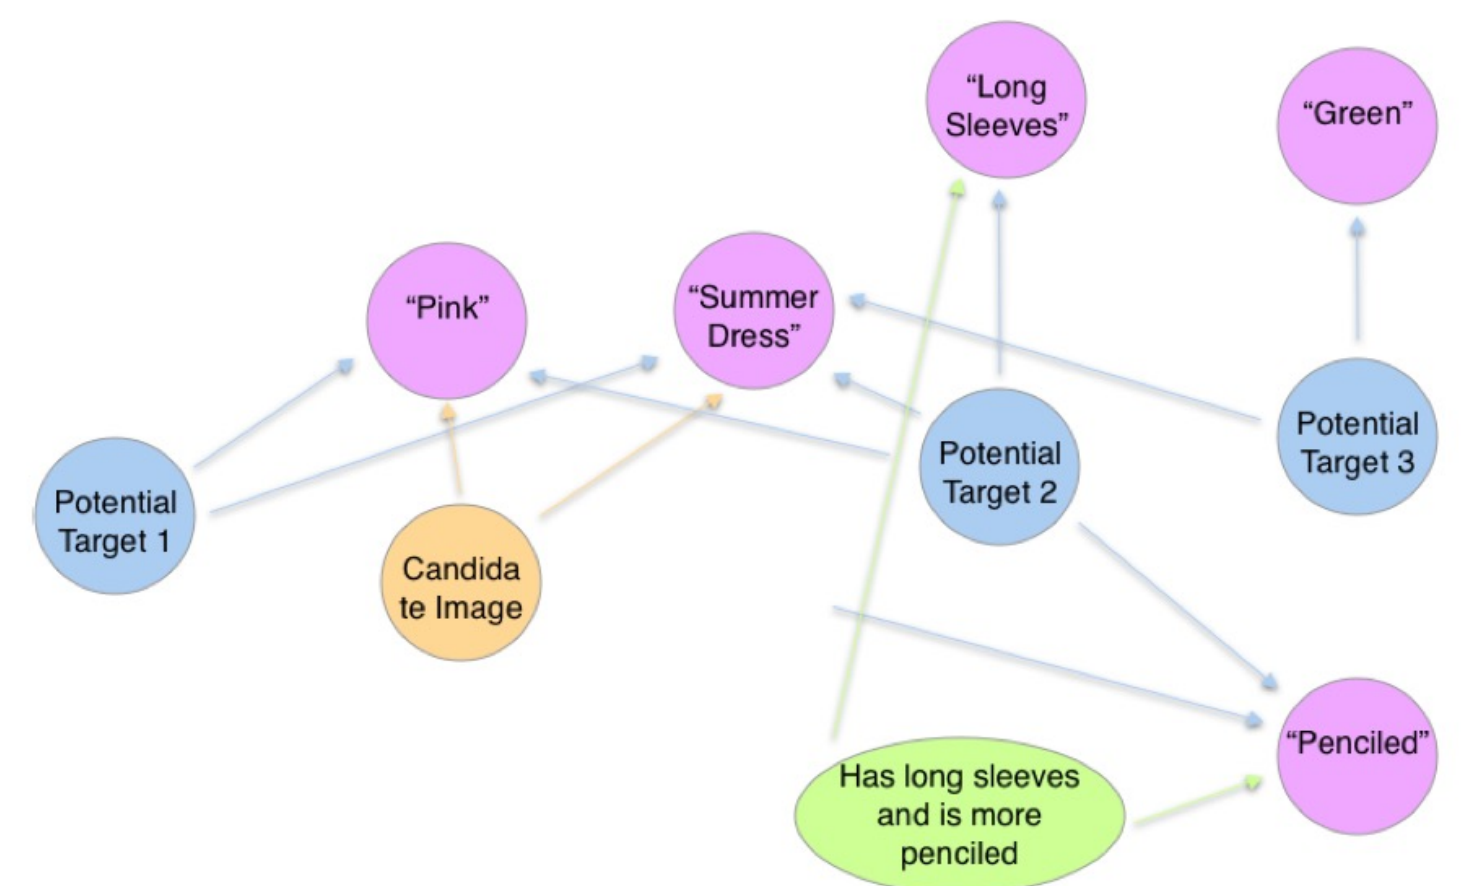 “Long
Sleeves”
“Green”
“Pink”
“Summer
Dress”
Potential
Target 1
Candida
te Image
Potential
Target 2
Potential
Target 3
“Penciled”
Has long sleeves
and is more
penciled